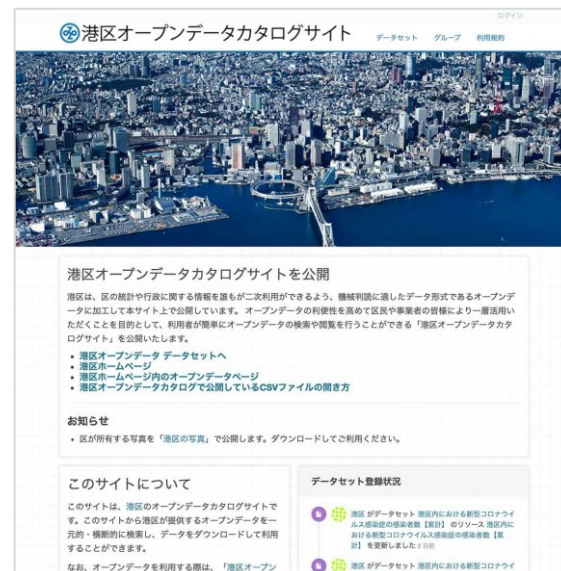 ログイン
港区オープンデータカタログサイト
データセット グループ 利用規約
港区オープンデータカタログサイトを公開
港区は、区の統計や行政に関する情報を誰もが二次利用ができるよう、機械判読に適したデータ形式であるオープンデ
ータに加工して本サイト上で公開しています。 オープンデータの利便性を高めて区民や事業者の皆様により一層活用い
ただくことを目的として、利用者が簡単にオープンデータの検索や閲覧を行うことができる「港区オープンデータカタ
ログサイト」を公開いたします。
• 港区オープンデータ データセットへ
• 港区ホームページ
• 港区ホームページ内のオープンデータページ
• 港区オープンデータカタログで公開しているCSVファイルの開き方
お知らせ
• 区が所有する写真を「港区の写真」で公開します。ダウンロードしてご利用ください。
このサイトについて
このサイトは、港区のオープンデータカタログサイトで
す。このサイトから港区が提供するオープンデータを一
元的・横断的に検索し、データをダウンロードして利用
することができます。
なお、オープンデータを利用する際は、「港区オープン
データセット登録状況
港区 がデータセット 港区内における新型コロナウイ
ルス感染症の感染者数【累計】 のリソース 港区内に
おける新型コロナウイルス感染症の感染者数【累
計】 を更新しました 2 日前
港区 がデータセット 港区内における新型コロナウイ